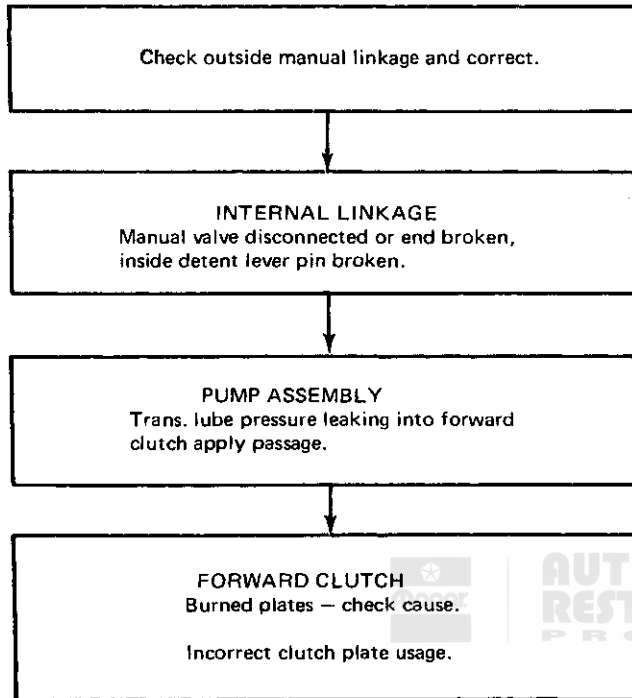 Check outside manual linkage and correct.
INTERNAL LINKAGE
Manual valve disconnected or end broken,
inside detent lever pin broken.
PUMP ASSEMBLY
Trans. lube pressure leaking into forward
clutch apply passage.
FORWARD CLUTCH
Burned plates — check cause.
Incorrect clutch plate usage.